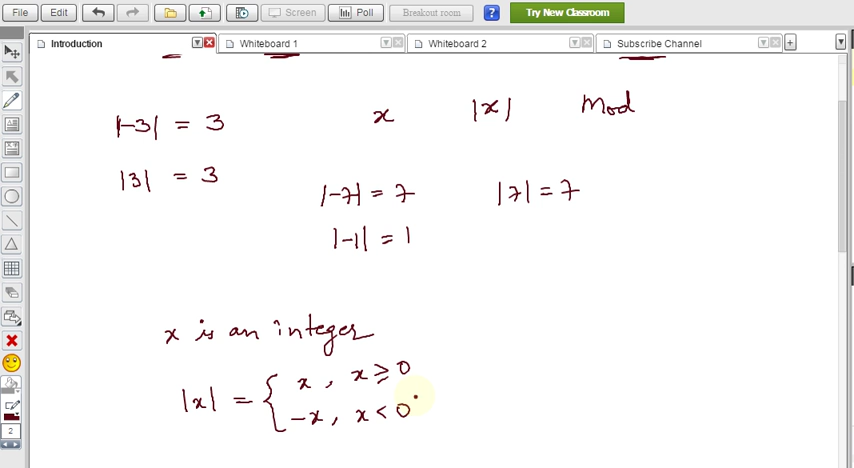 File Edit Screen Poll Breakout room ? Try New Classroom
Introduction Whiteboard 1 Whiteboard 2 Subscribe Channel
|-3| = 3 x |x| Mod
|3| = 3
|-7| = 7 |7| = 7
|-1| = 1
x is an integer
|x| = { x , x ≥ 0
-x , x < 0
2